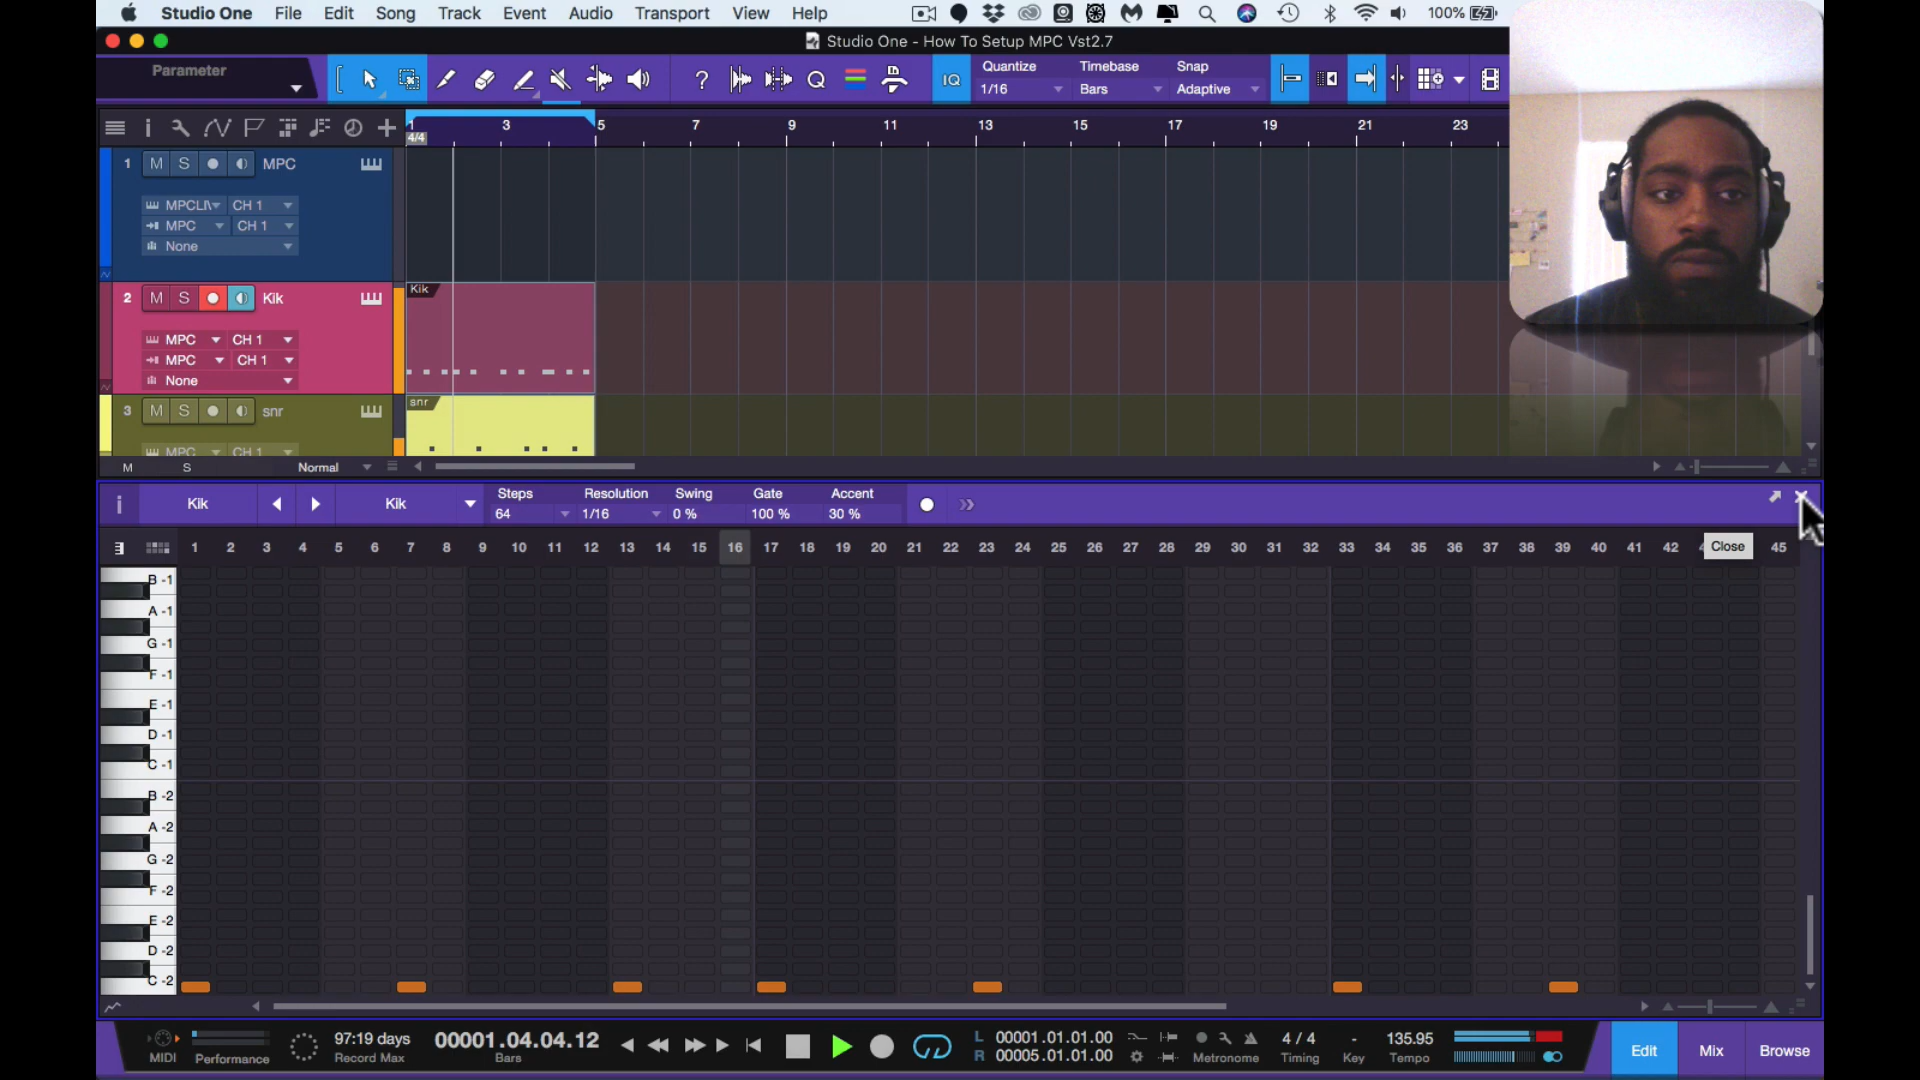 Studio One File Edit Song Track Event Audio Transport View Help 100%
Studio One - How To Setup MPC Vst2.7
Parameter
IQ
Quantize Timebase Snap
1/16 Bars Adaptive
1 3 5 7 9 11 13 15 17 19 21 23
4/4
1 M S MPC
CH 1
MPC CH 1
None
2 M S Kik
MPC CH 1
MPC CH 1
None
Kik
3 M S snr
MPC CH 1
snr
M S Normal
Kik Kik
Steps Resolution Swing Gate Accent
64 1/16 0 % 100 % 30 %
1 2 3 4 5 6 7 8 9 10 11 12 13 14 15 16 17 18 19 20 21 22 23 24 25 26 27 28 29 30 31 32 33 34 35 36 37 38 39 40 41 42 45
Close
B -1
A -1
G -1
F -1
E -1
D -1
C -1
B -2
A -2
G -2
F -2
E -2
D -2
C -2
MIDI
Performance
97:19 days
Record Max
00001.04.04.12
Bars
L 00001.01.01.00
R 00005.01.01.00
Metronome
4 / 4
Timing
-
Key
135.95
Tempo
Edit Mix Browse